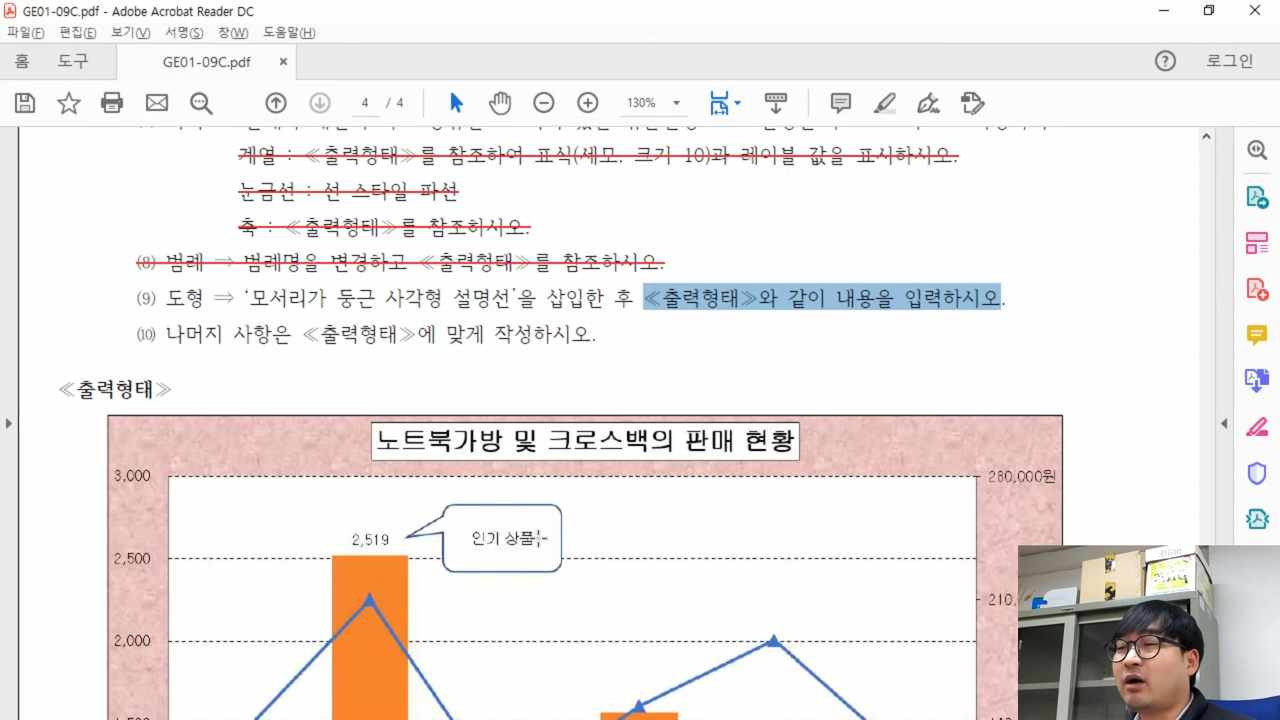 GE01-09C.pdf - Adobe Acrobat Reader DC
파일(F) 편집(E) 보기(V) 서명(S) 창(W) 도움말(H)
홈 도구 GE01-09C.pdf × ? 로그인
4 / 4 130%
계열 : ≪출력형태≫를 참조하여 표식(세모, 크기 10)과 레이블 값을 표시하시오.
눈금선 : 선 스타일 파선
축 : ≪출력형태≫를 참조하시오.
(8) 범례 ⇒ 범례명을 변경하고 ≪출력형태≫를 참조하시오.
(9) 도형 ⇒ ‘모서리가 둥근 사각형 설명선’을 삽입한 후 ≪출력형태≫와 같이 내용을 입력하시오.
(10) 나머지 사항은 ≪출력형태≫에 맞게 작성하시오.
≪출력형태≫
노트북가방 및 크로스백의 판매 현황
3,000 280,000원
2,519 인기 상품
2,500
210,
2,000